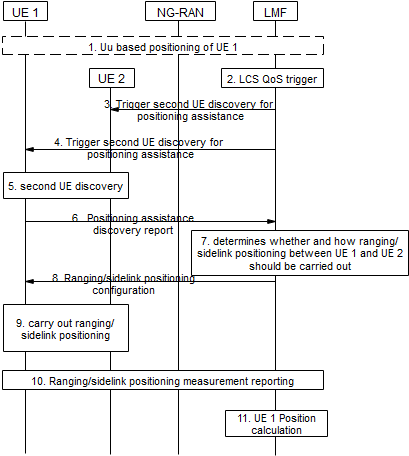 UE 1
NG-RAN
LMF
1. Uu based positioning of UE 1
UE 2
2. LCS QoS trigger
3. Trigger second UE discovery for
positioning assistance
4. Trigger second UE discovery for
positioning assistance
5. second UE discovery
6. Positioning assistance
discovery report
7. determines whether and how ranging/
sidelink positioning between UE 1 and UE 2
should be carried out
8. Ranging/sidelink positioning
configuration
9. carry out ranging/
sidelink positioning
10. Ranging/sidelink positioning measurement reporting
11. UE 1 Position
calculation